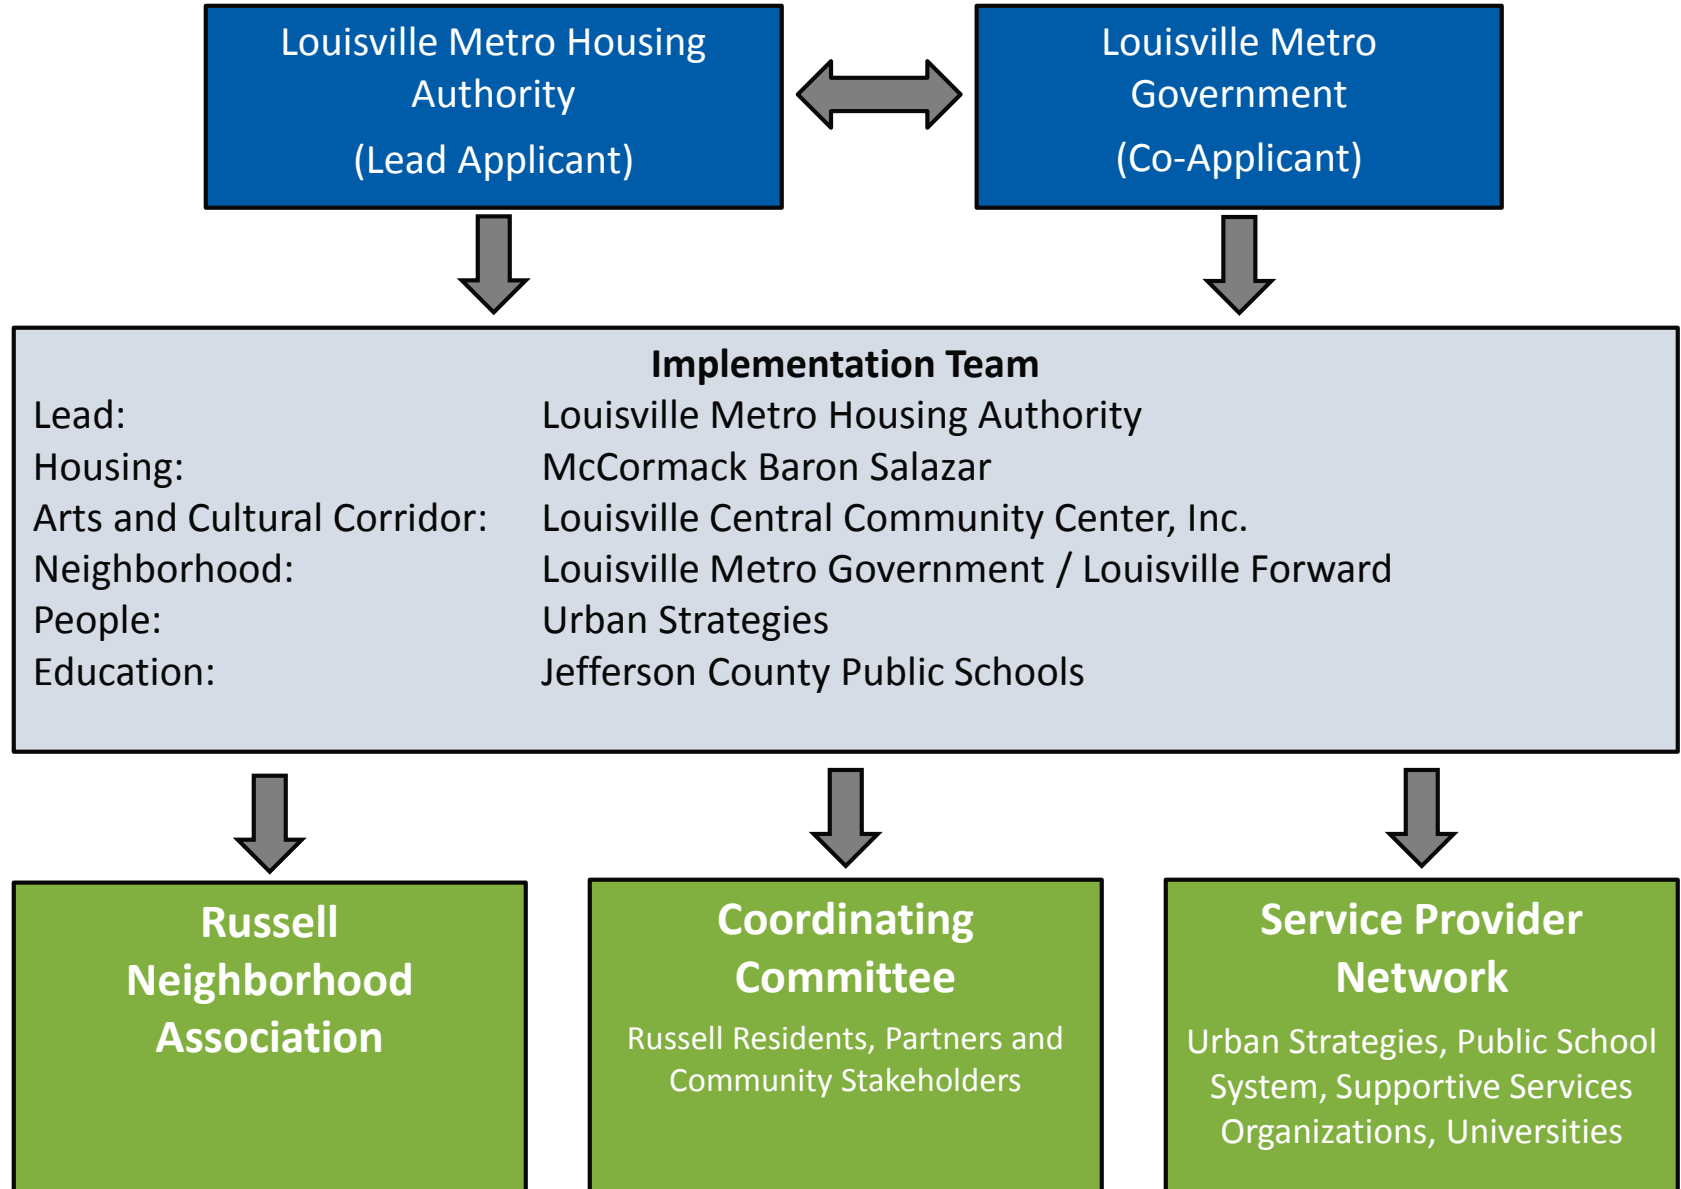 Louisville Metro Housing
Authority
(Lead Applicant)
Louisville Metro
Government
(Co-Applicant)
Implementation Team
Lead: Louisville Metro Housing Authority
Housing: McCormack Baron Salazar
Arts and Cultural Corridor: Louisville Central Community Center, Inc.
Neighborhood: Louisville Metro Government / Louisville Forward
People: Urban Strategies
Education: Jefferson County Public Schools
Russell
Neighborhood
Association
Coordinating
Committee
Russell Residents, Partners and
Community Stakeholders
Service Provider
Network
Urban Strategies, Public School
System, Supportive Services
Organizations, Universities